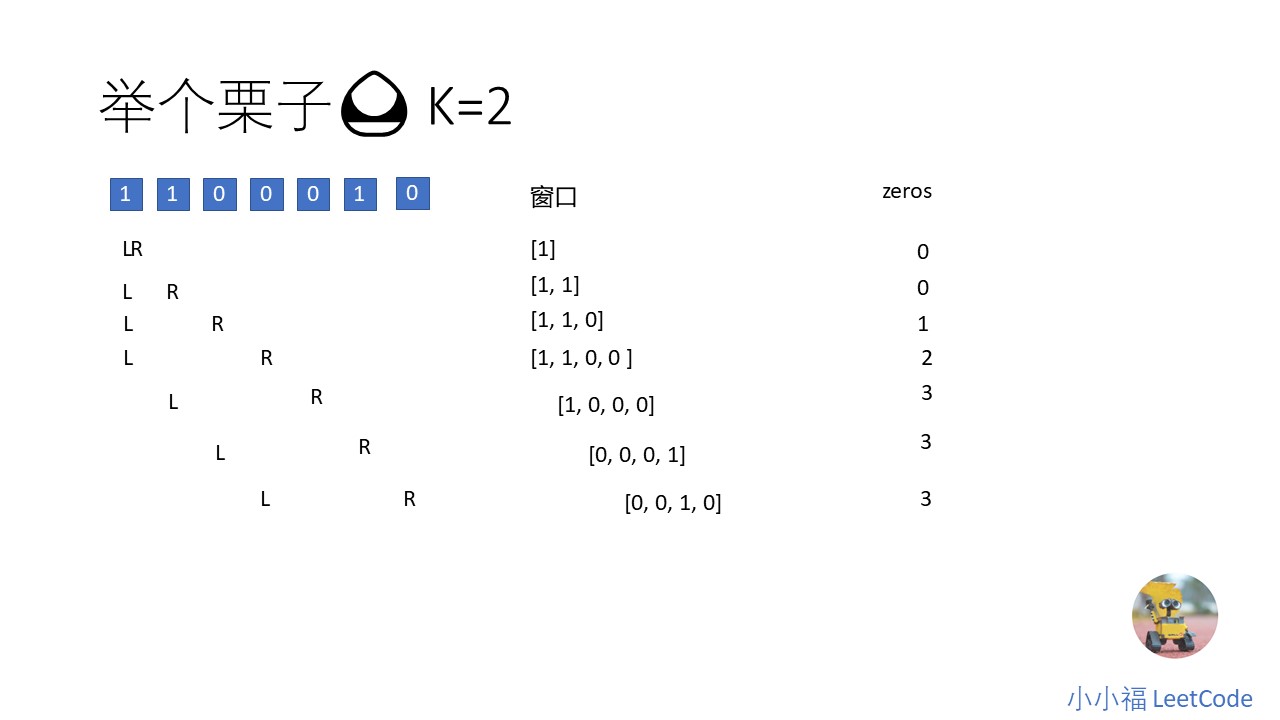 举个栗子 K=2
1 1 0 0 0 1 0 窗口 zeros
LR [1] 0
L R [1, 1] 0
L R [1, 1, 0] 1
L R [1, 1, 0, 0 ] 2
L R [1, 0, 0, 0] 3
L R [0, 0, 0, 1] 3
L R [0, 0, 1, 0] 3
小小福 LeetCode